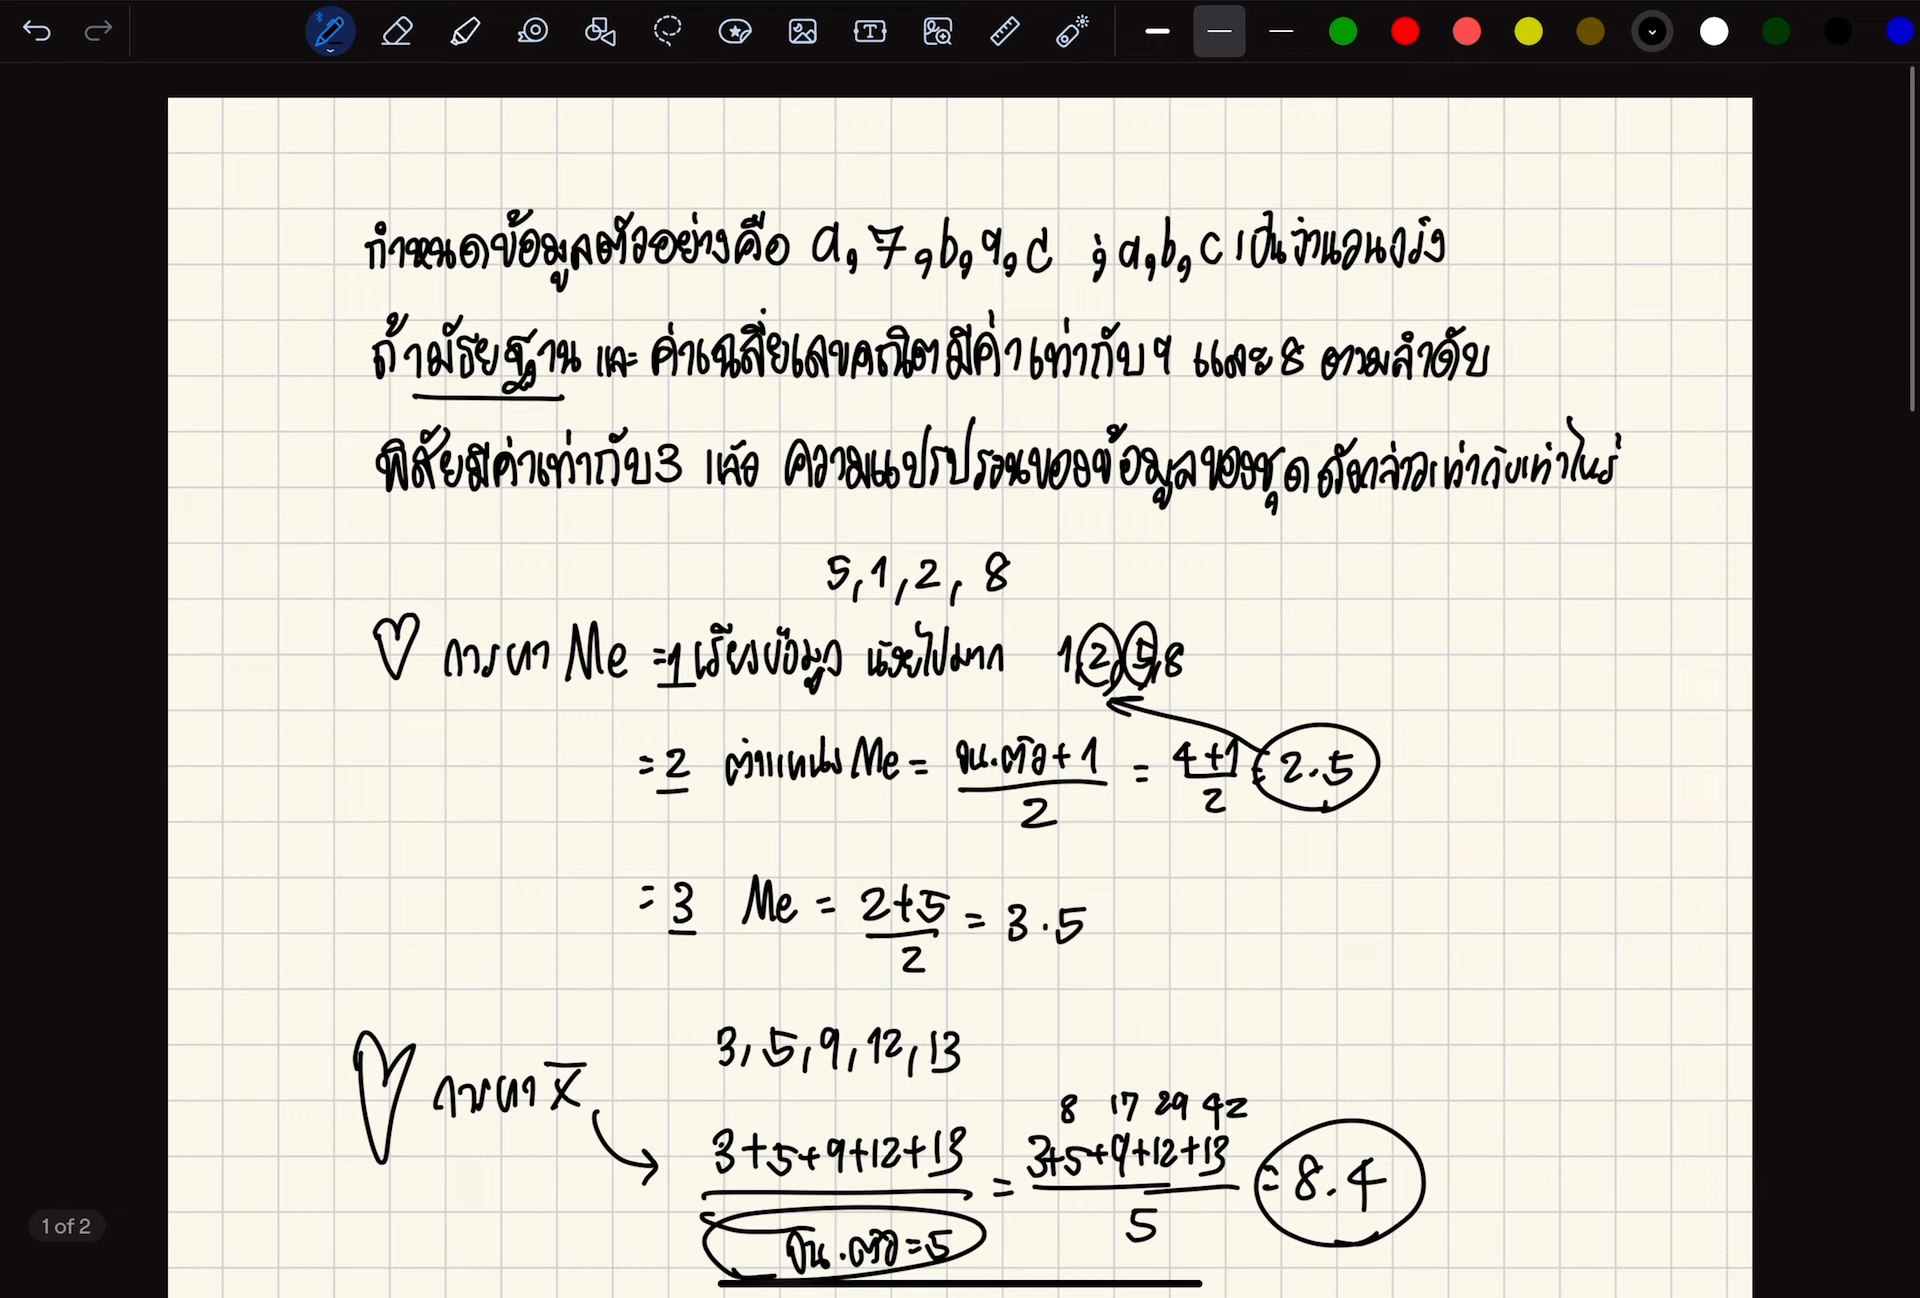 กำหนดข้อมูลตัวอย่างคือ a, 7, b, 9, c ; a, b, c เป็นจำนวนจริง
ถ้ามัธยฐาน และ ค่าเฉลี่ยเลขคณิตมีค่าเท่ากับ 9 และ 8 ตามลำดับ
พิสัยมีค่าเท่ากับ 3 แล้ว ความแปรปรวนของข้อมูลของชุดดังกล่าวเท่ากับเท่าไหร่
5, 1, 2, 8
การหา Me = 1 เรียงข้อมูล น้อยไปมาก 1, 2, 5, 8
= 2 ตำแหน่ง Me = จน.ตัว + 1 / 2 = 4 + 1 / 2 = 2.5
= 3 Me = 2 + 5 / 2 = 3.5
3, 5, 9, 12, 13
การหา x̄
8 17 29 42
3 + 5 + 9 + 12 + 13 / จน.ตัว = 5 = 3 + 5 + 9 + 12 + 13 / 5 = 8.4
1 of 2